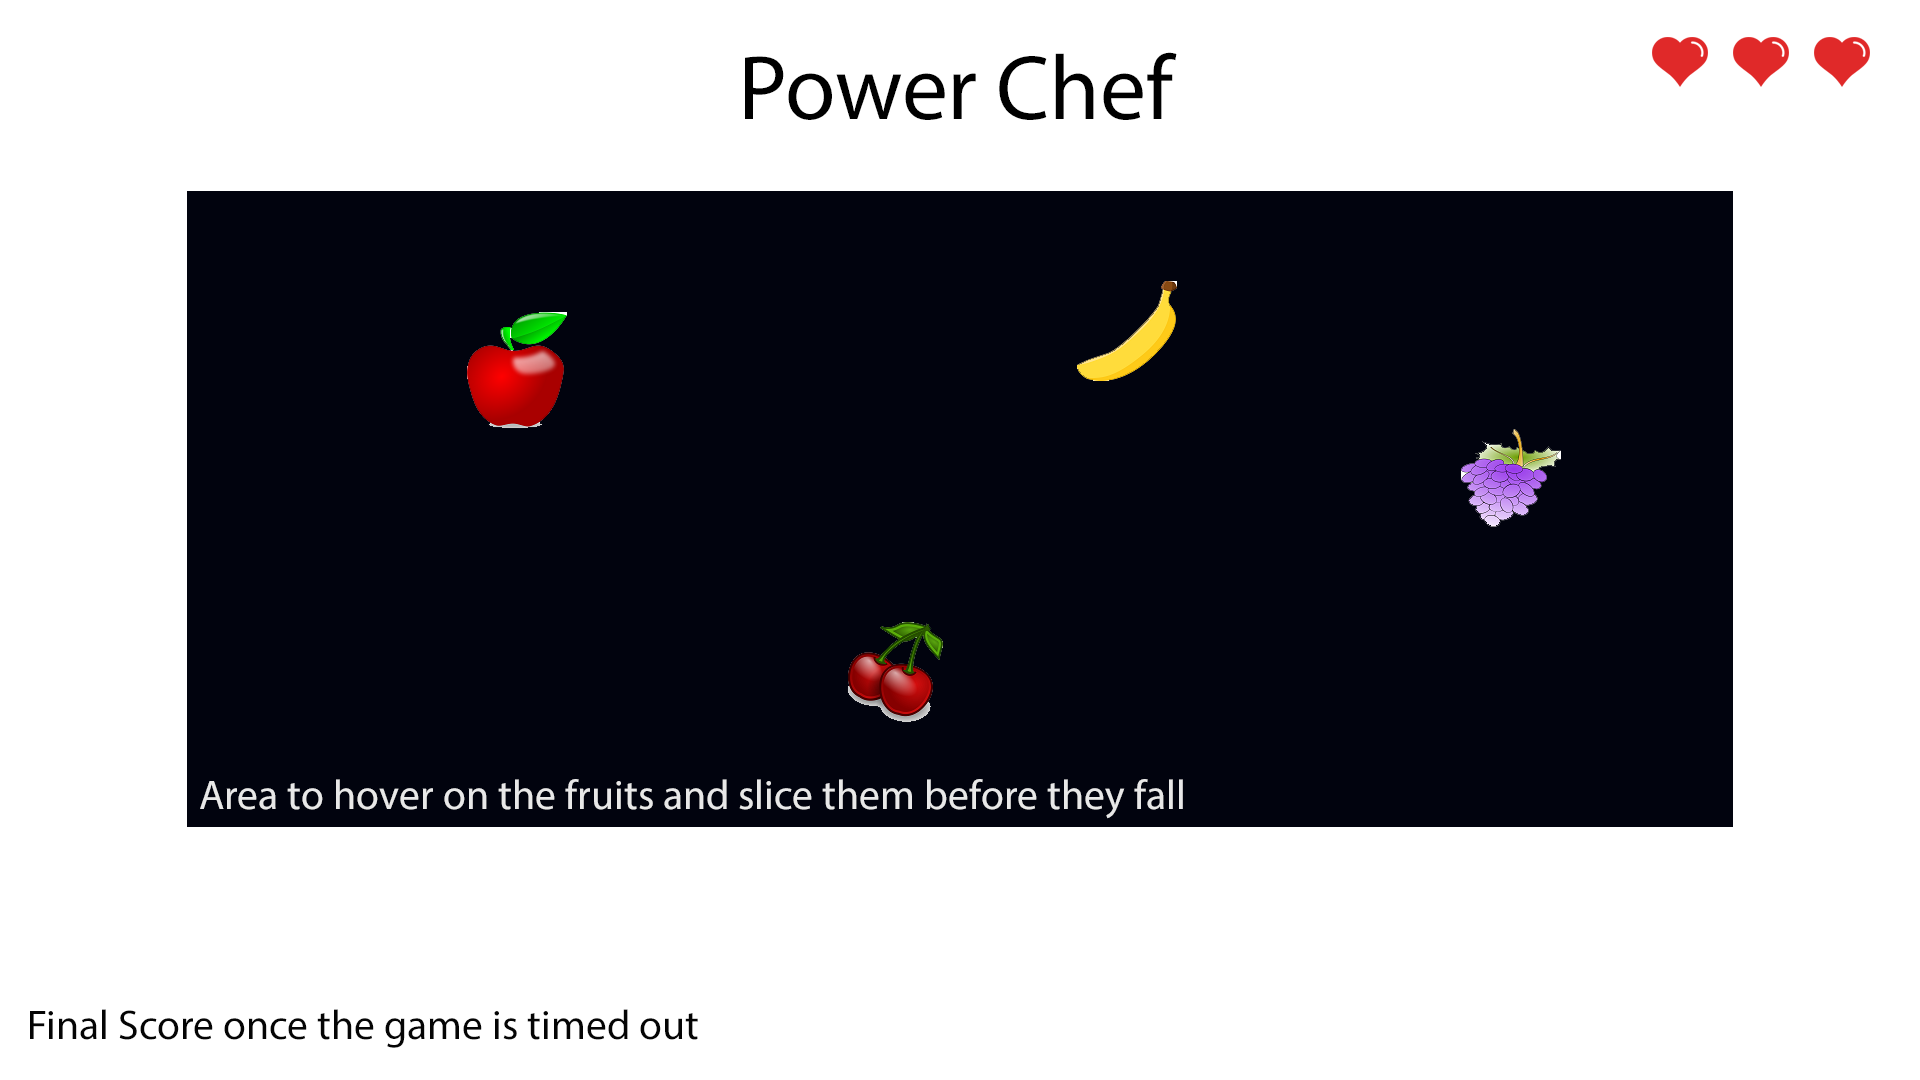 Power Chef
Area to hover on the fruits and slice them before they fall
Final Score once the game is timed out